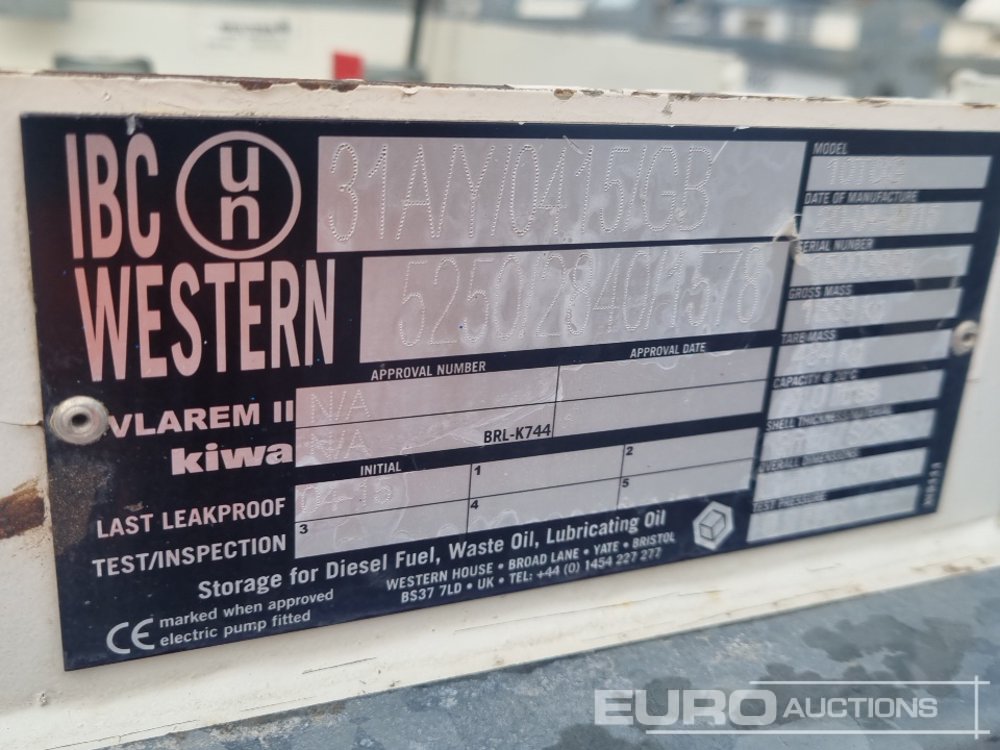 IBC
WESTERN
un
31A/Y/0415/GB
5250/2840/1578
APPROVAL NUMBER
APPROVAL DATE
VLAREM II
N/A
kiwa
N/A
BRL-K744
INITIAL
1
2
LAST LEAKPROOF
TEST/INSPECTION
04-15
3
4
5
Storage for Diesel Fuel, Waste Oil, Lubricating Oil
WESTERN HOUSE • BROAD LANE • YATE • BRISTOL
BS37 7LD • UK • TEL: +44 (0) 1454 227 277
CE marked when approved
electric pump fitted
MODEL
DATE OF MANUFACTURE
SERIAL NUNBER
GROSS MASS
TARE MASS
CAPACITY @ 20°C
SHELL THICKNESS/MATERIAL
OVERALL DIMENSIONS
TEST PRESSURE
EURO AUCTIONS